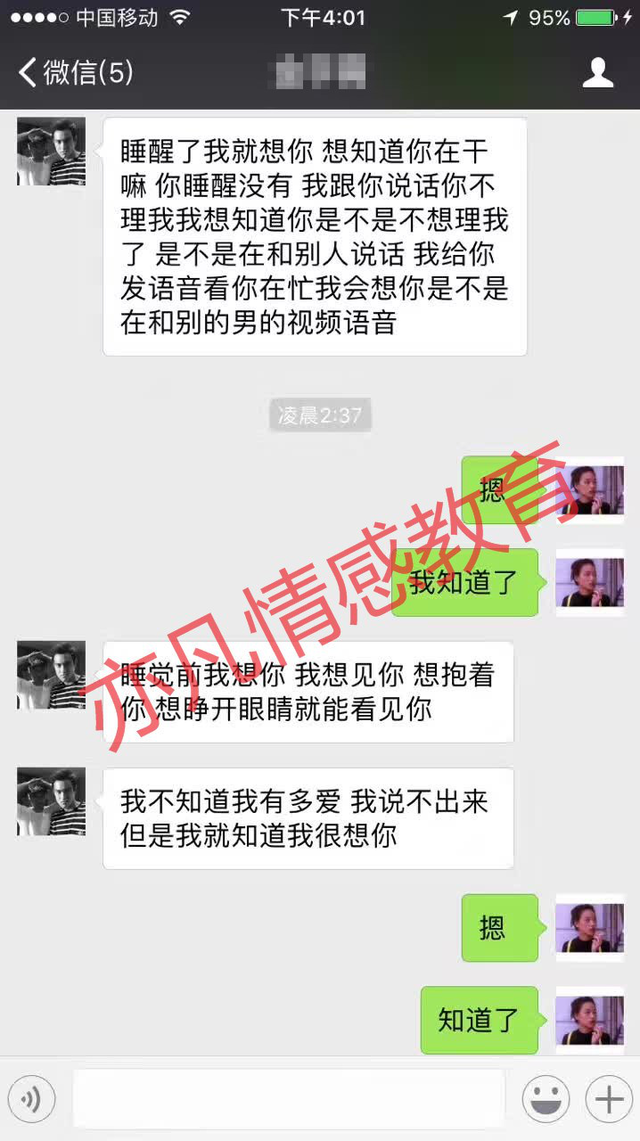 中国移动 下午4:01 95%
微信(5)
睡醒了我就想你 想知道你在干
嘛 你睡醒没有 我跟你说话你不
理我我想知道你是不是不想理我
了 是不是在和别人说话 我给你
发语音看你在忙我会想你是不是
在和别的男的视频语音
凌晨2:37
摁
我知道了
亦凡情感教育
睡觉前我想你 我想见你 想抱着
你 想睁开眼睛就能看见你
我不知道我有多爱 我说不出来
但是我就知道我很想你
摁
知道了